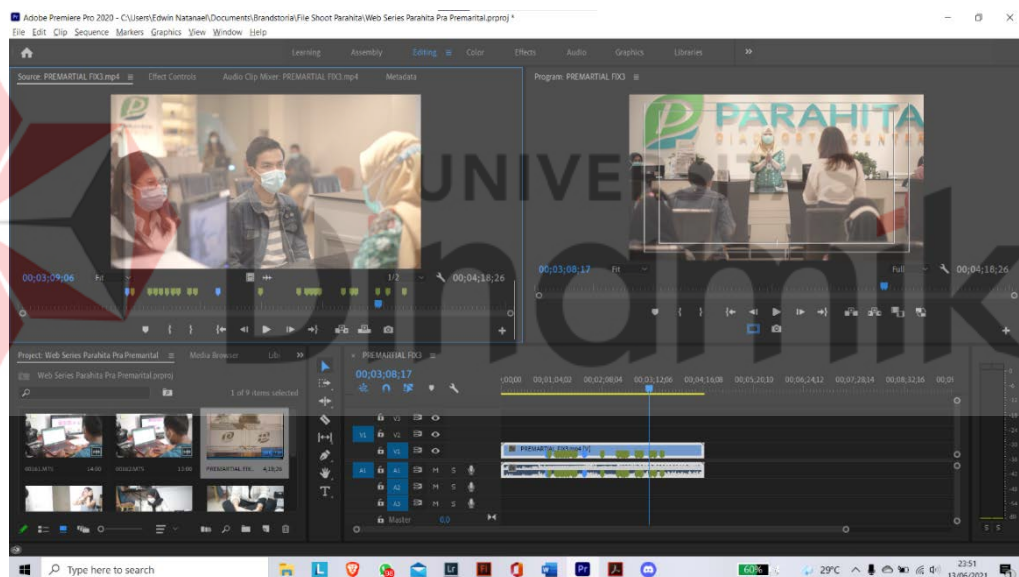 Adobe Premiere Pro 2020 - C:\Users\Edwin Natanael\Documents\Brandstoria\File Shoot Parahita\Web Series Parahita Pra Premarital.prproj *
File Edit Clip Sequence Markers Graphics View Window Help
Learning Assembly Editing Color Effects Audio Graphics Libraries
Source: PREMARTIAL FIX3.mp4 Effect Controls Audio Clip Mixer: PREMARTIAL FIX3.mp4 Metadata
Program: PREMARTIAL FIX3
PARAHITA
DIAGNOSTIC CENTER
UNIVERSITAS
Dinamika
00;03;09;06 Fit 1/2 00;04;18;26
00;03;08;17 Fit Full 00;04;18;26
Project: Web Series Parahita Pra Premarital Media Browser
Web Series Parahita Pra Premarital.prproj
1 of 9 items selected
00161.MTS 14:00 00162.MTS 13:00 PREMARTIAL FIX... 4;18;26
PREMARTIAL FIX3
00;03;08;17
;00;00 00;01;04;02 00;02;08;04 00;03;12;06 00;04;16;08 00;05;20;10 00;06;24;12 00;07;28;14 00;08;32;16
V3
V1 V2
V1 PREMARTIAL FIX3.mp4 [V]
A1 A1 M S
A2 M S
A3 M S
Master 0.0
S S
Type here to search
60% 29°C 23:51
13/06/2021